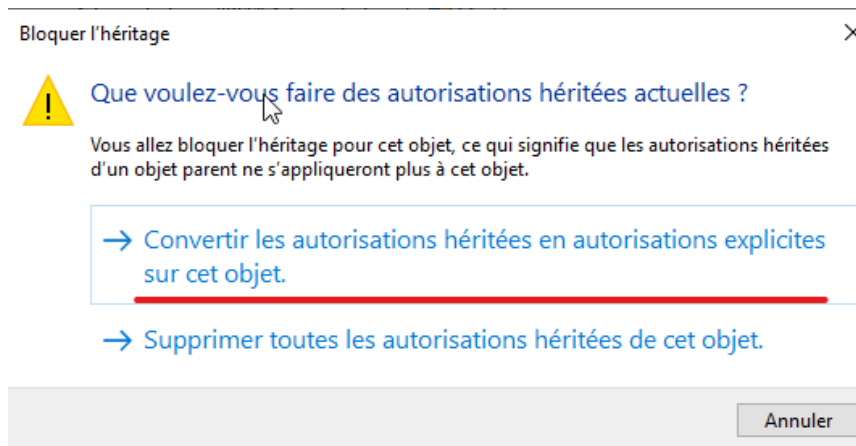 Bloquer l'héritage
Que voulez-vous faire des autorisations héritées actuelles ?
Vous allez bloquer l'héritage pour cet objet, ce qui signifie que les autorisations héritées
d'un objet parent ne s'appliqueront plus à cet objet.
Convertir les autorisations héritées en autorisations explicites
sur cet objet.
Supprimer toutes les autorisations héritées de cet objet.
Annuler